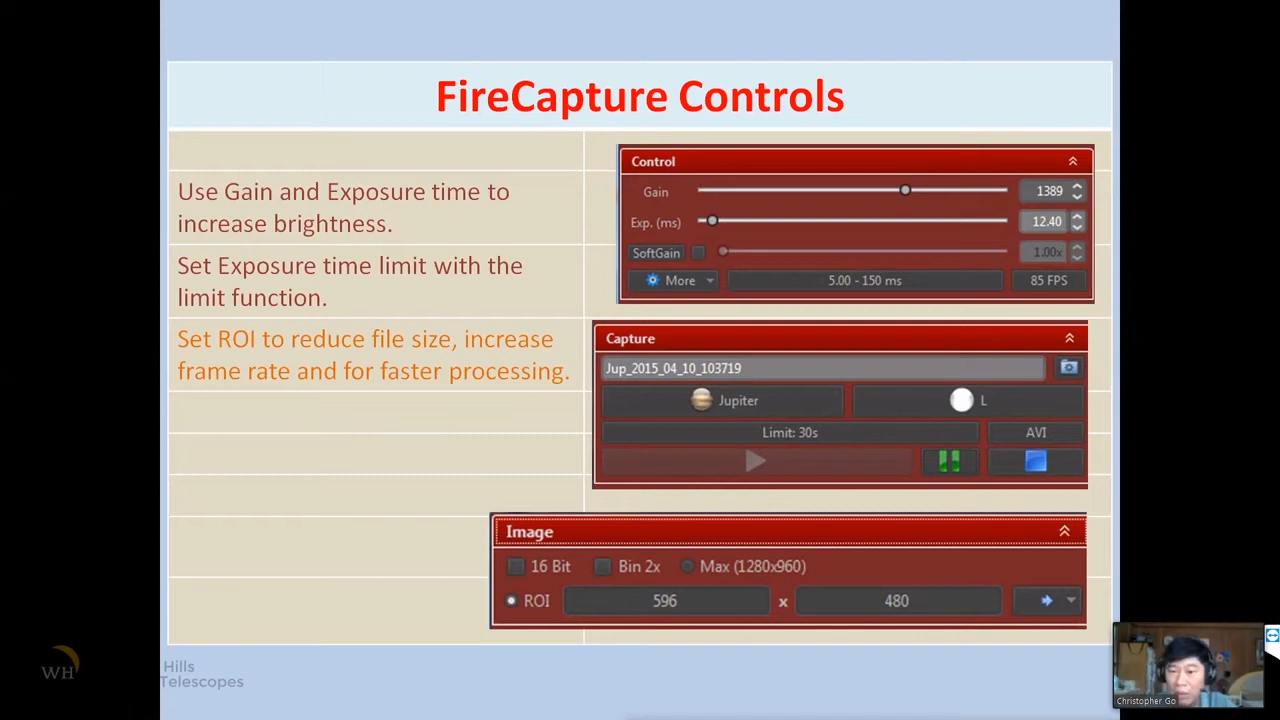 FireCapture Controls
Use Gain and Exposure time to
increase brightness.
Set Exposure time limit with the
limit function.
Set ROI to reduce file size, increase
frame rate and for faster processing.
Control
Gain 1389
Exp. (ms) 12.40
SoftGain 1.00x
More 5.00 - 150 ms 85 FPS
Capture
Jup_2015_04_10_103719
Jupiter L
Limit: 30s AVI
Image
16 Bit Bin 2x Max (1280x960)
ROI 596 x 480
WH
Hills
Telescopes
Christopher Go